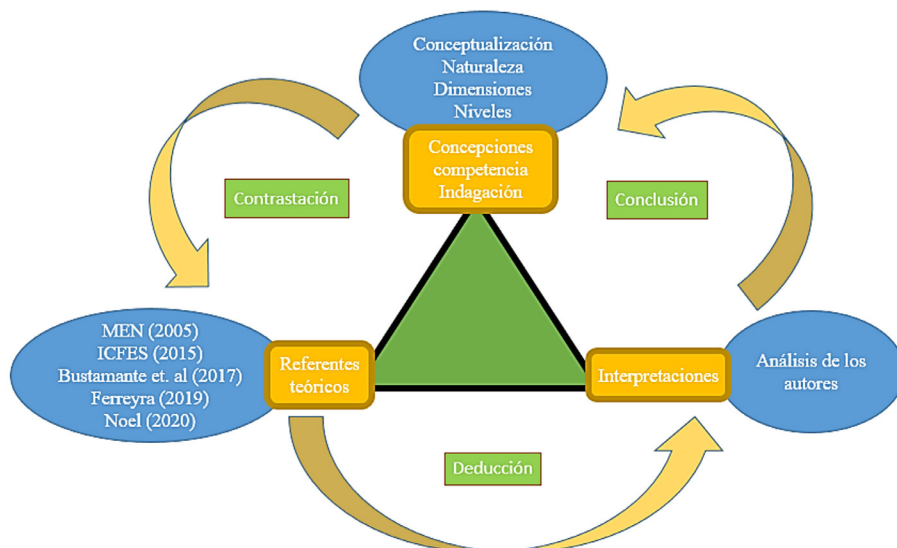 Conceptualización
Naturaleza
Dimensiones
Niveles
Concepciones
competencia
Indagación
Contrastación
Conclusión
MEN (2005)
ICFES (2015)
Bustamante et. al (2017)
Ferreyra (2019)
Noel (2020)
Referentes
teóricos
Interpretaciones
Análisis de los
autores
Deducción